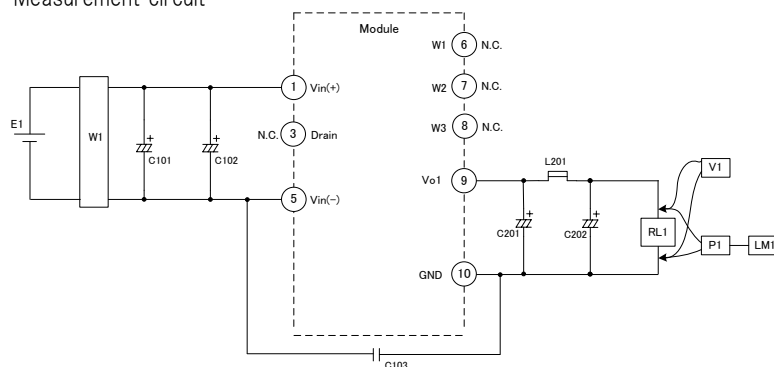 Measurement circuit
Module
W1 6 N.C.
1 Vin(+)
W2 7 N.C.
E1
W1
N.C. 3 Drain
W3 8 N.C.
C101
C102
L201
V1
Vo1 9
5 Vin(-)
C201
C202
RL1
P1
LM1
GND 10
C103